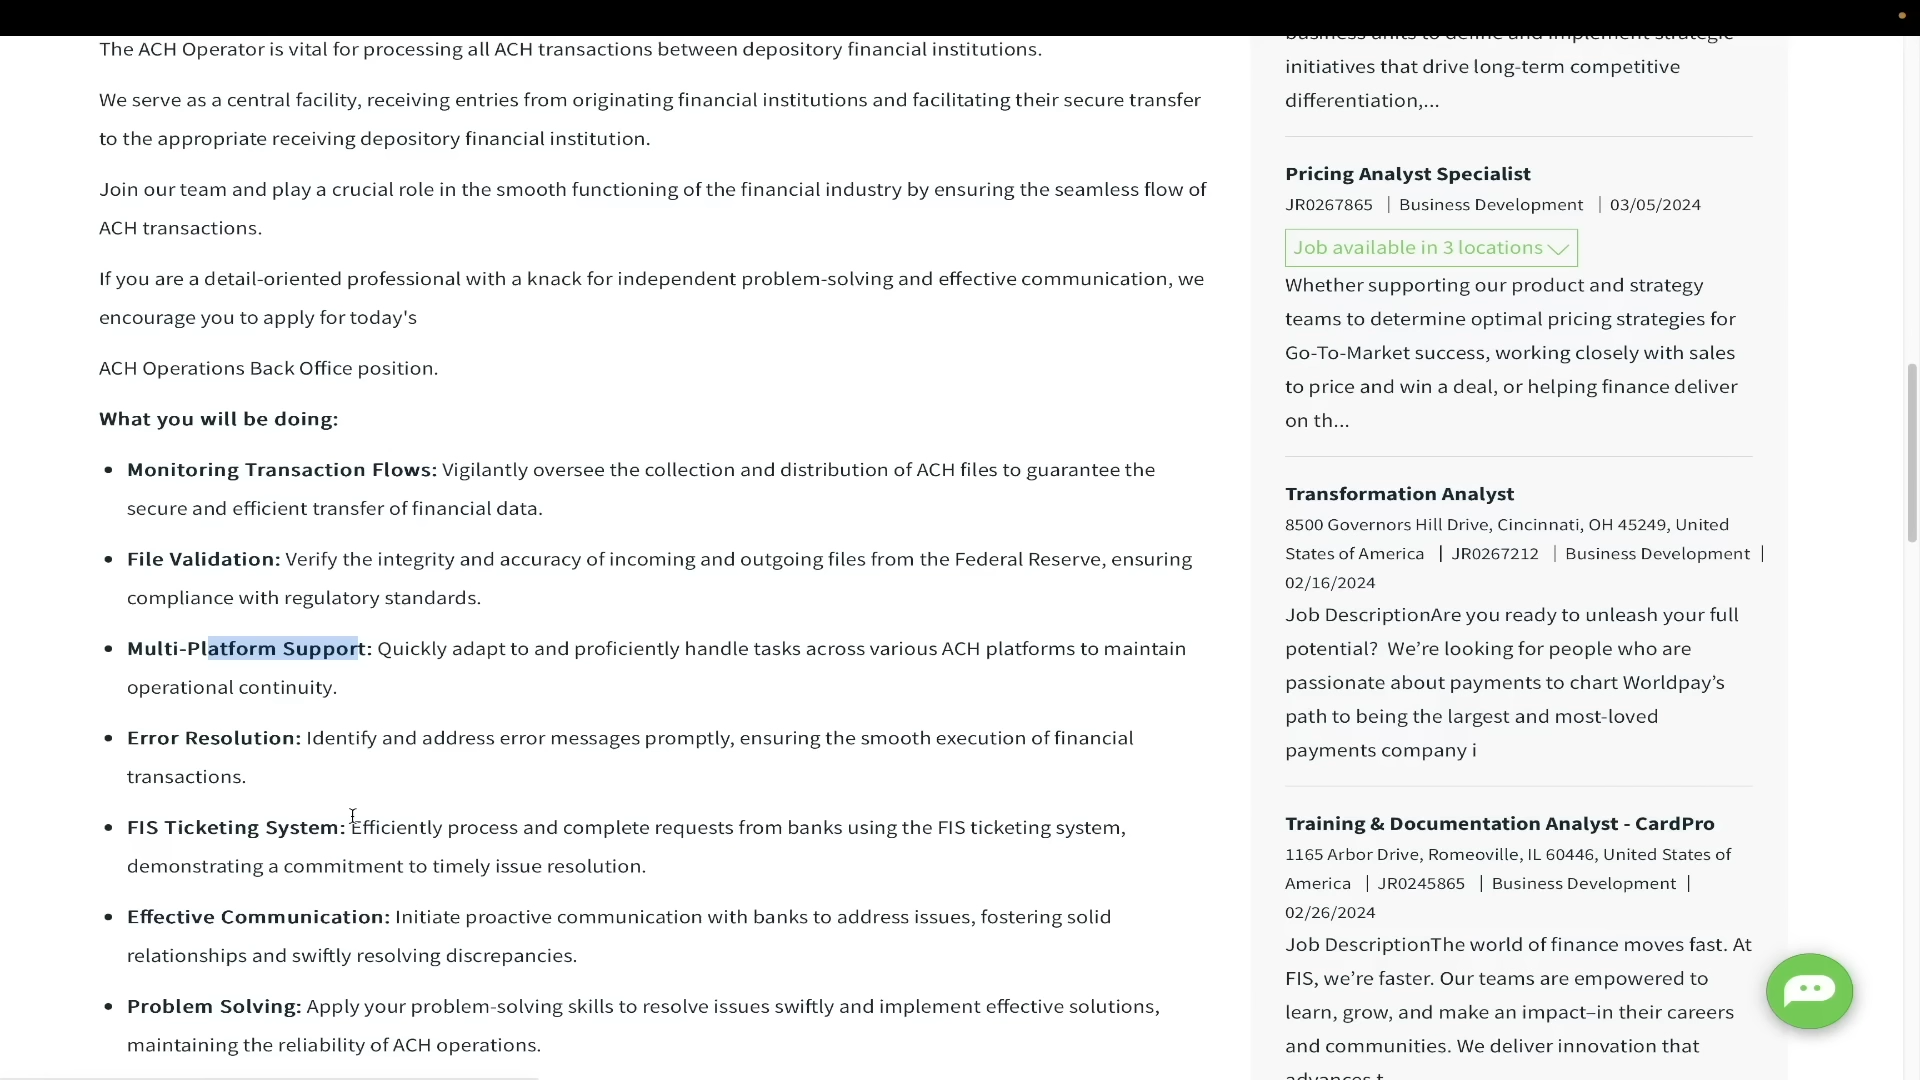 The ACH Operator is vital for processing all ACH transactions between depository financial institutions.
We serve as a central facility, receiving entries from originating financial institutions and facilitating their secure transfer
to the appropriate receiving depository financial institution.
Join our team and play a crucial role in the smooth functioning of the financial industry by ensuring the seamless flow of
ACH transactions.
If you are a detail-oriented professional with a knack for independent problem-solving and effective communication, we
encourage you to apply for today's
ACH Operations Back Office position.
What you will be doing:
• Monitoring Transaction Flows: Vigilantly oversee the collection and distribution of ACH files to guarantee the
secure and efficient transfer of financial data.
• File Validation: Verify the integrity and accuracy of incoming and outgoing files from the Federal Reserve, ensuring
compliance with regulatory standards.
• Multi-Platform Support: Quickly adapt to and proficiently handle tasks across various ACH platforms to maintain
operational continuity.
• Error Resolution: Identify and address error messages promptly, ensuring the smooth execution of financial
transactions.
• FIS Ticketing System: Efficiently process and complete requests from banks using the FIS ticketing system,
demonstrating a commitment to timely issue resolution.
• Effective Communication: Initiate proactive communication with banks to address issues, fostering solid
relationships and swiftly resolving discrepancies.
• Problem Solving: Apply your problem-solving skills to resolve issues swiftly and implement effective solutions,
maintaining the reliability of ACH operations.
business units to define and implement strategic
initiatives that drive long-term competitive
differentiation,...
Pricing Analyst Specialist
JR0267865 | Business Development | 03/05/2024
Job available in 3 locations
Whether supporting our product and strategy
teams to determine optimal pricing strategies for
Go-To-Market success, working closely with sales
to price and win a deal, or helping finance deliver
on th...
Transformation Analyst
8500 Governors Hill Drive, Cincinnati, OH 45249, United
States of America | JR0267212 | Business Development |
02/16/2024
Job DescriptionAre you ready to unleash your full
potential?  We’re looking for people who are
passionate about payments to chart Worldpay’s
path to being the largest and most-loved
payments company i
Training & Documentation Analyst - CardPro
1165 Arbor Drive, Romeoville, IL 60446, United States of
America | JR0245865 | Business Development |
02/26/2024
Job DescriptionThe world of finance moves fast. At
FIS, we’re faster. Our teams are empowered to
learn, grow, and make an impact–in their careers
and communities. We deliver innovation that
advances t